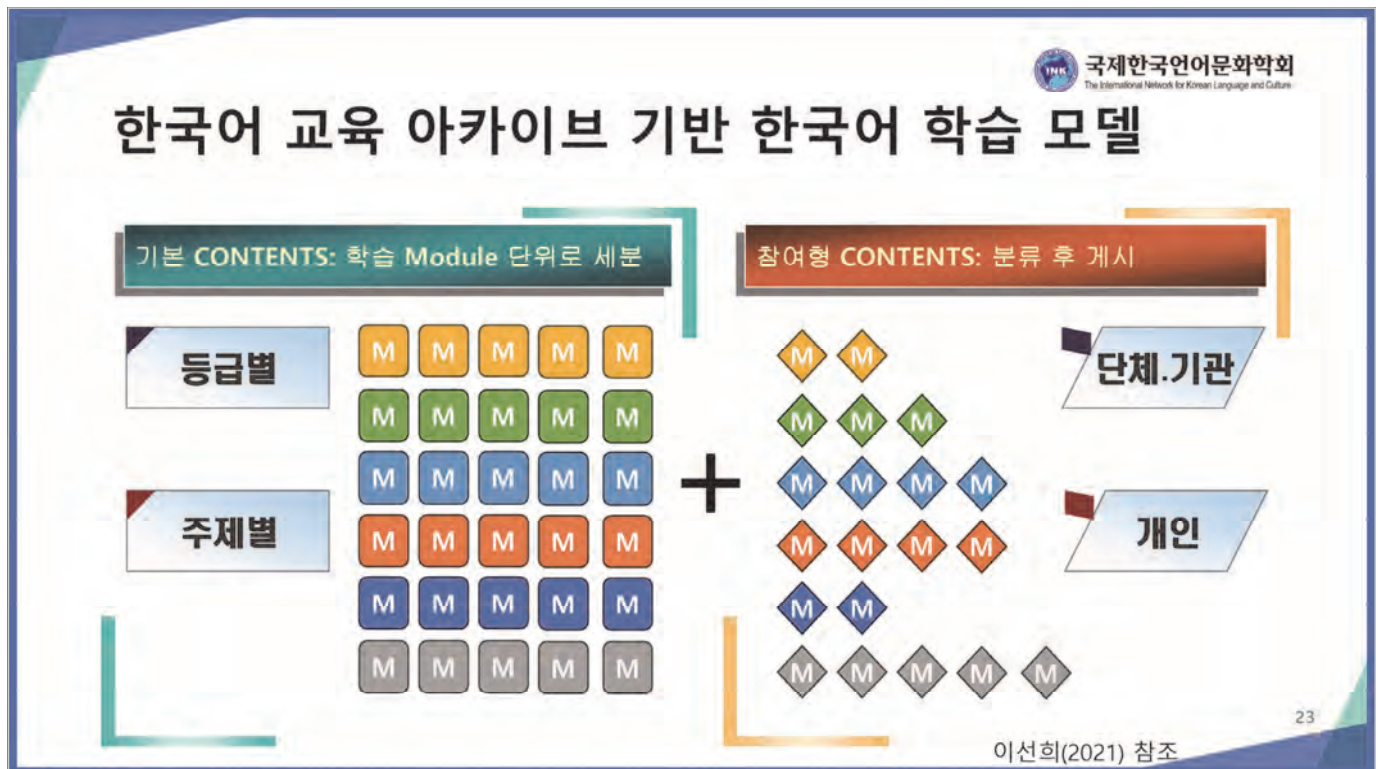 INK
국제한국언어문화학회
The International Network for Korean Language and Culture
한국어 교육 아카이브 기반 한국어 학습 모델
기본 CONTENTS: 학습 Module 단위로 세분
등급별
주제별
M M M M M
M M M M M
M M M M M
M M M M M
M M M M M
M M M M M
+
참여형 CONTENTS: 분류 후 게시
M M
M M M
M M M M
M M M M
M M
M M M M M
단체.기관
개인
23
이선희(2021) 참조